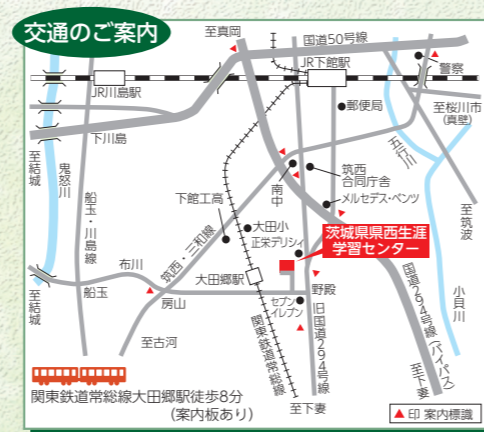 交通のご案内
至真岡
国道50号線
JR川島駅
JR下館駅
警察
郵便局
至桜川市
(真壁)
下川島
五行川
至結城
鬼怒川
船玉・川島線
南中
筑西
合同庁舎
メルセデス・ベンツ
下館工高
大田小
正栄デリシィ
茨城県県西生涯
学習センター
至筑波
筑西・三和線
布川
大田郷駅
船玉
房山
野殿
セブン
イレブン
小貝川
至結城
至古河
関東鉄道常総線
旧国道294号線
国道294号線(バイパス)
至下妻
至下妻
関東鉄道常総線大田郷駅徒歩8分
(案内板あり)
▲印 案内標識